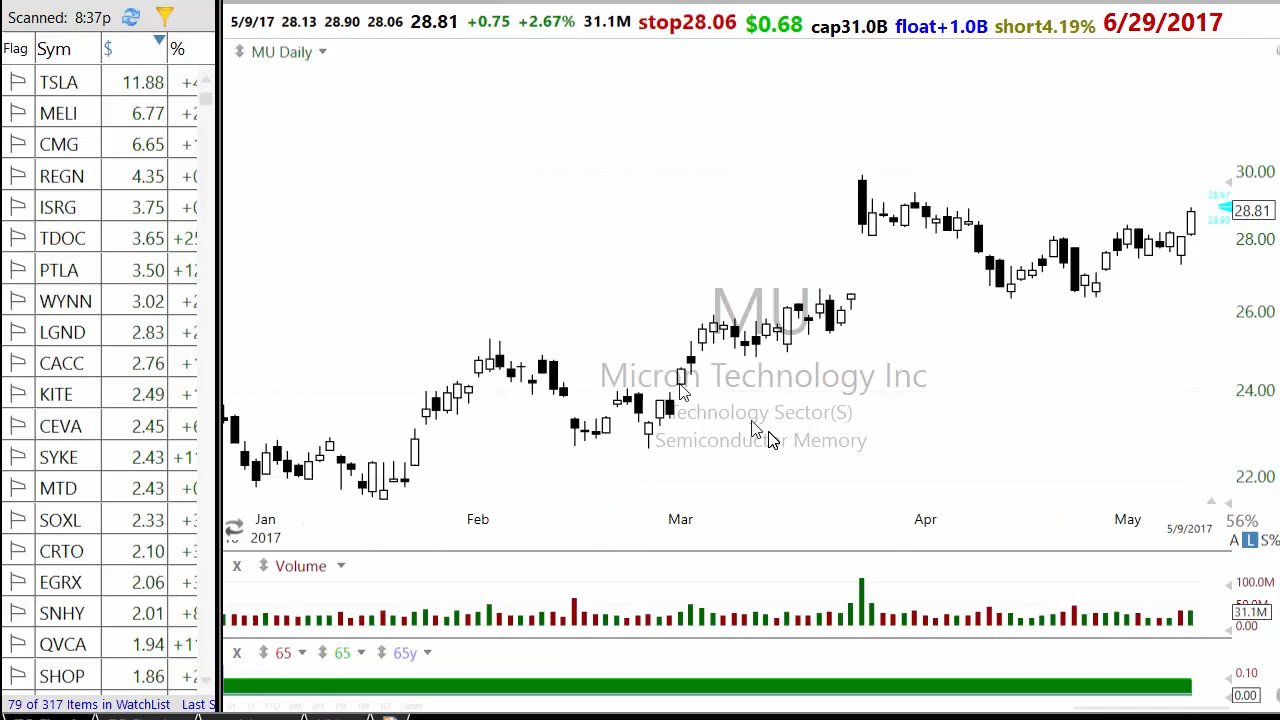 Scanned: 8:37p
Flag Sym $ %
TSLA 11.88
MELI 6.77
CMG 6.65
REGN 4.35
ISRG 3.75
TDOC 3.65
PTLA 3.50
WYNN 3.02
LGND 2.83
CACC 2.76
KITE 2.49
CEVA 2.45
SYKE 2.43
MTD 2.43
SOXL 2.33
CRTO 2.10
EGRX 2.06
SNHY 2.01
QVCA 1.94
SHOP 1.86
79 of 317 Items in WatchList Last S
5/9/17 28.13 28.90 28.06 28.81 +0.75 +2.67% 31.1M stop28.06 $0.68 cap31.0B float+1.0B short4.19% 6/29/2017
MU Daily
30.00
28.81
28.00
26.00
24.00
22.00
MU
Micron Technology Inc
Technology Sector(S)
Semiconductor Memory
Jan Feb Mar Apr May 5/9/2017
2017
56%
A L S%
X Volume
100.0M
31.1M
0.00
X 65 65 65y
0.10
0.00